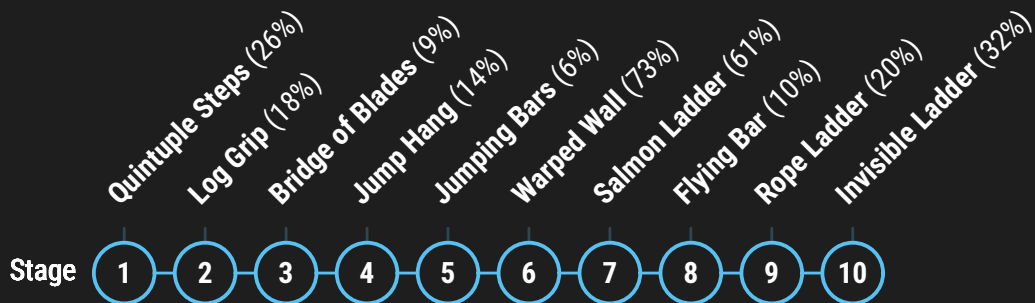 Quintuple Steps (26%)
Log Grip (18%)
Bridge of Blades (9%)
Jump Hang (14%)
Jumping Bars (6%)
Warped Wall (73%)
Salmon Ladder (61%)
Flying Bar (10%)
Rope Ladder (20%)
Invisible Ladder (32%)
Stage 1 2 3 4 5 6 7 8 9 10